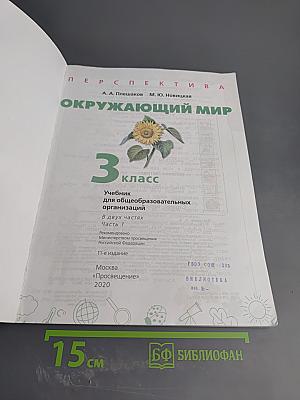 ПЕРСПЕКТИВА
А. А. Плешаков М. Ю. Новицкая
ОКРУЖАЮЩИЙ МИР
3 класс
Учебник
для общеобразовательных
организаций
В двух частях
Часть 1
Рекомендовано
Министерством просвещения
Российской Федерации
11-е издание
Москва
«Просвещение»
2020
БИБЛИОТЕКА
15 см
БФ БИБЛИОФАН